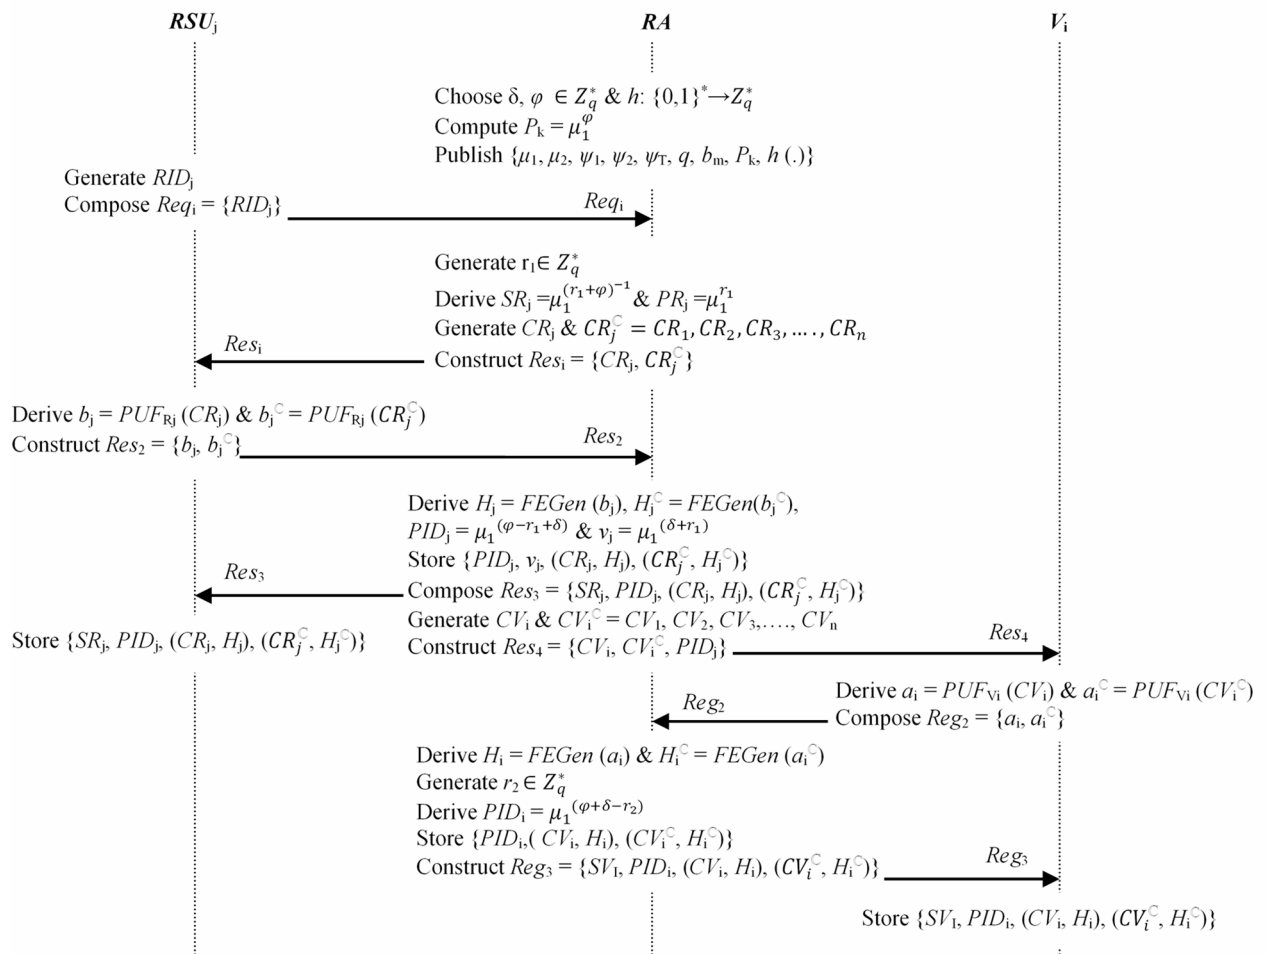 RSUj RA Vi
Choose δ, φ ∈ Z*q & h: {0,1}*→Z*q
Compute Pk = μ1^φ
Publish {μ1, μ2, ψ1, ψ2, ψT, q, bm, Pk, h (.)}
Generate RIDj
Compose Reqi = {RIDj}
Reqi
Generate r1∈ Z*q
Derive SRj =μ1^(r1+φ)^−1 & PRj =μ1^r1
Generate CRj & CRj^C = CR1, CR2, CR3, …., CRn
Resi
Construct Resi = {CRj, CRj^C}
Derive bj = PUFRj (CRj) & bj^C = PUFRj (CRj^C)
Construct Res2 = {bj, bj^C}
Res2
Derive Hj = FEGen (bj), Hj^C = FEGen(bj^C),
PIDj = μ1^(φ−r1+δ) & vj = μ1^(δ+r1)
Store {PIDj, vj, (CRj, Hj), (CRj^C, Hj^C)}
Res3
Compose Res3 = {SRj, PIDj, (CRj, Hj), (CRj^C, Hj^C)}
Generate CVi & CVi^C = CV1, CV2, CV3,…., CVn
Store {SRj, PIDj, (CRj, Hj), (CRj^C, Hj^C)}
Construct Res4 = {CVi, CVi^C, PIDj}
Res4
Derive ai = PUFVi (CVi) & ai^C = PUFVi (CVi^C)
Reg2
Compose Reg2 = {ai, ai^C}
Derive Hi = FEGen (ai) & Hi^C = FEGen (ai^C)
Generate r2∈ Z*q
Derive PIDi = μ1^(φ+δ−r2)
Store {PIDi,( CVi, Hi), (CVi^C, Hi^C)}
Construct Reg3 = {SVI, PIDi, (CVi, Hi), (CVi^C, Hi^C)}
Reg3
Store {SVI, PIDi, (CVi, Hi), (CVi^C, Hi^C)}